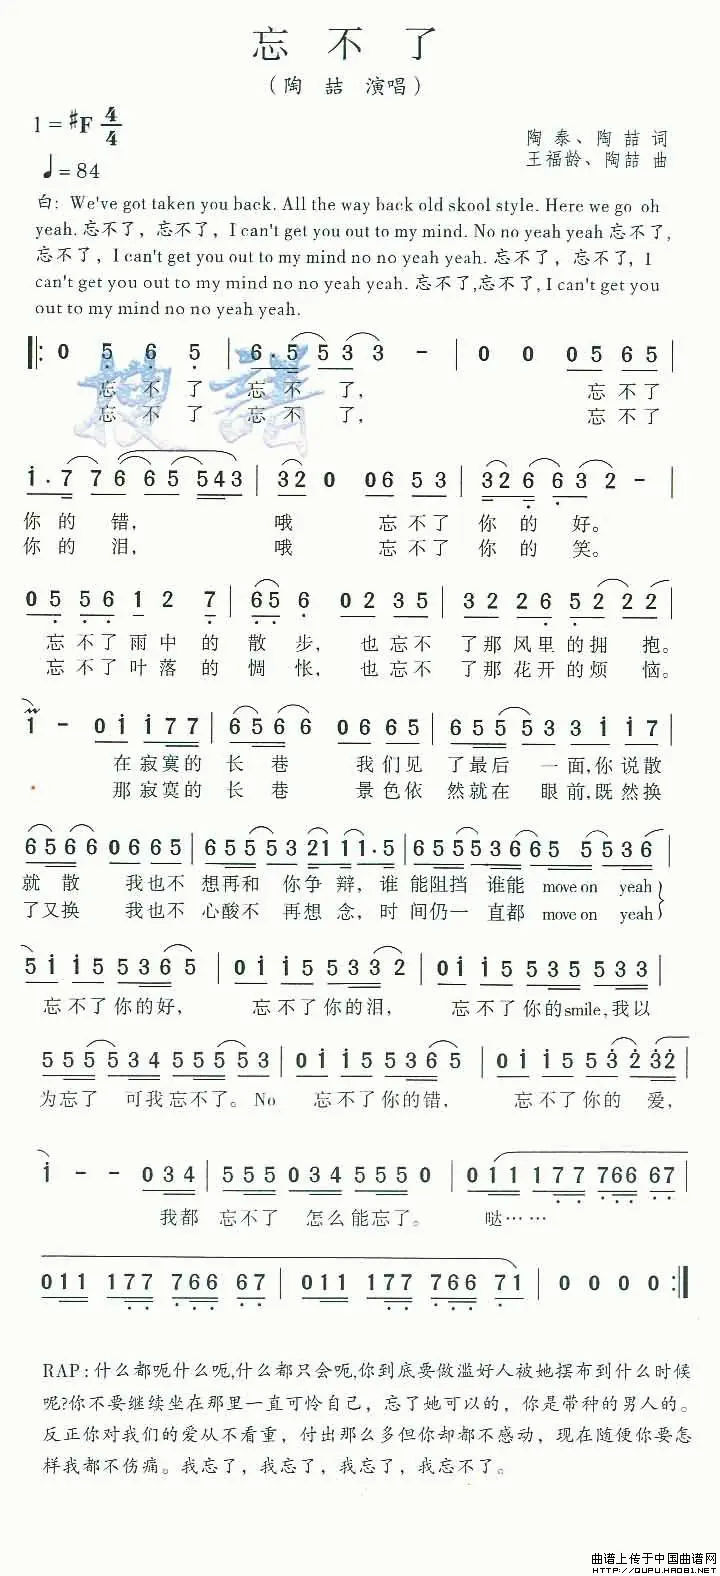 忘 不 了
（陶 喆 演唱）
1 = #F 4/4
陶 泰、陶 喆 词
♩= 84
王福龄、陶喆 曲
白: We've got taken you back. All the way back old skool style. Here we go oh
yeah. 忘不了，忘不了，I can't get you out to my mind. No no yeah yeah 忘不了，
忘不了，I can't get you out to my mind no no yeah yeah. 忘不了，忘不了，I
can't get you out to my mind no no yeah yeah. 忘不了,忘不了, I can't get you
out to my mind no no yeah yeah.
‖: 0 5 6 5 | 6 · 5 5 3 3 - | 0 0 0 5 6 5 |
忘 不 了 忘 不 了， 忘 不 了
忘 不 了 忘 不 了， 忘 不 了
搜谱
1 · 7 7 6 6 5 5 4 3 | 3 2 0 0 6 5 3 | 3 2 6 6 3 2 - |
你 的 错， 哦 忘 不 了 你 的 好。
你 的 泪， 哦 忘 不 了 你 的 笑。
0 5 5 6 1 2 7 | 6 5 6 0 2 3 5 | 3 2 2 6 5 2 2 |
忘 不 了 雨 中 的 散 步， 也 忘 不 了 那 风 里 的 拥 抱。
忘 不 了 叶 落 的 惆 怅， 也 忘 不 了 那 花 开 的 烦 恼。
1 - 0 1 1 7 7 | 6 5 6 6 0 6 6 5 | 6 5 5 5 3 3 1 1 7 |
在 寂 寞 的 长 巷 我 们 见 了 最 后 一 面, 你 说 散
那 寂 寞 的 长 巷 景 色 依 然 就 在 眼 前, 既 然 换
6 5 6 6 0 6 6 5 | 6 5 5 5 3 2 1 1 1 · 5 | 6 5 5 5 3 6 6 5 5 5 3 6 |
就 散 我 也 不 想 再 和 你 争 辩，谁 能 阻 挡 谁 能 move on yeah
了 又 换 我 也 不 心 酸 不 再 想 念，时 间 仍 一 直 都 move on yeah
5 1 1 5 5 3 6 5 | 0 1 1 5 5 3 3 2 | 0 1 1 5 5 3 5 5 3 3 |
忘 不 了 你 的 好， 忘 不 了 你 的 泪， 忘 不 了 你 的 smile, 我 以
5 5 5 5 3 4 5 5 5 5 3 | 0 1 1 5 5 3 6 5 | 0 1 1 5 5 3 2 3 2 |
为 忘 了 可 我 忘 不 了。No 忘 不 了 你 的 错， 忘 不 了 你 的 爱，
1 - - 0 3 4 | 5 5 5 0 3 4 5 5 5 0 | 0 1 1 1 7 7 7 6 6 6 7 |
我 都 忘 不 了 怎 么 能 忘 了。 哒……
0 1 1 1 7 7 7 6 6 6 7 | 0 1 1 1 7 7 7 6 6 7 1 | 0 0 0 0 :‖
RAP: 什么都呃什么呃,什么都只会呃,你到底要做滥好人被她摆布到什么时候
呢?你不要继续坐在那里一直可怜自己，忘了她可以的，你是带种的男人的。
反正你对我们的爱从不看重，付出那么多但你却都不感动，现在随便你要怎
样我都不伤痛。我忘了，我忘了，我忘了，我忘不了。
曲谱上传于中国曲谱网
HTTP://QUPU.HAO81.NET